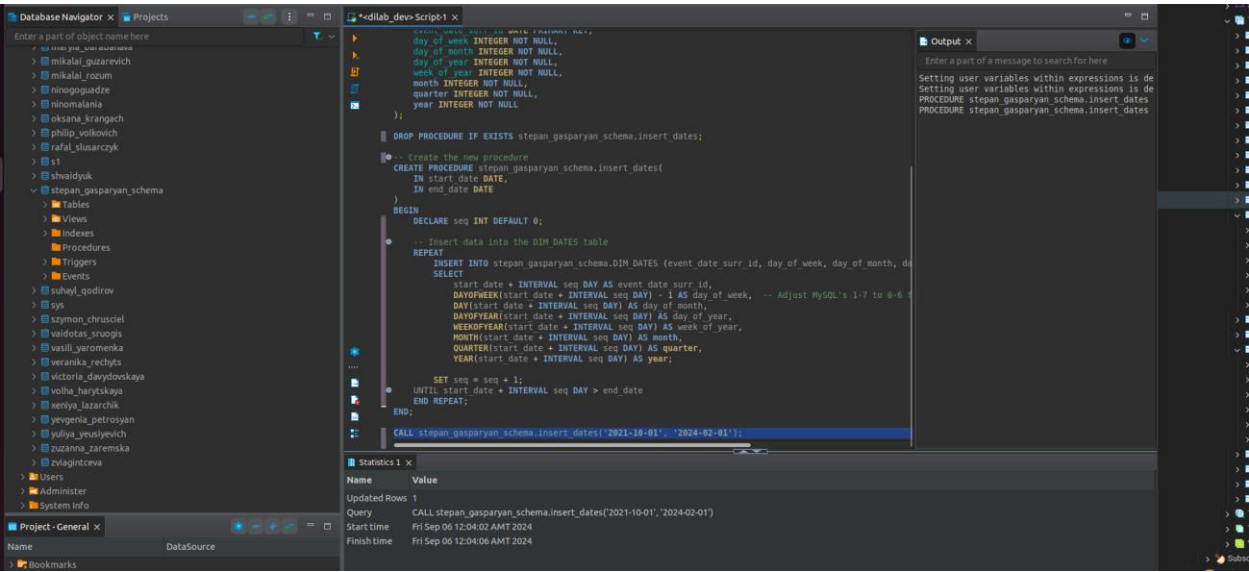 Database Navigator × Projects
Enter a part of object name here
maryia_barabanava
mikalai_guzarevich
mikalai_rozum
ninogoguadze
ninomalania
oksana_krangach
philip_volkovich
rafal_slusarczyk
s1
shvaidyuk
stepan_gasparyan_schema
Tables
Views
Indexes
Procedures
Triggers
Events
suhayl_qodirov
sys
szymon_chrusciel
vaidotas_sruogis
vasili_yaromenka
veranika_rechyts
victoria_davydovskaya
volha_harytskaya
xeniya_lazarchik
yevgenia_petrosyan
yuliya_yeusiyevich
zuzanna_zaremska
zviagintceva
Users
Administer
System Info
Project - General ×
Name DataSource
Bookmarks
*<dilab_dev> Script-1 ×
event_date_surr_id DATE PRIMARY KEY,
day_of_week INTEGER NOT NULL,
day_of_month INTEGER NOT NULL,
day_of_year INTEGER NOT NULL,
week_of_year INTEGER NOT NULL,
month INTEGER NOT NULL,
quarter INTEGER NOT NULL,
year INTEGER NOT NULL
);
DROP PROCEDURE IF EXISTS stepan_gasparyan_schema.insert_dates;
-- Create the new procedure
CREATE PROCEDURE stepan_gasparyan_schema.insert_dates(
IN start_date DATE,
IN end_date DATE
)
BEGIN
DECLARE seq INT DEFAULT 0;
-- Insert data into the DIM_DATES table
REPEAT
INSERT INTO stepan_gasparyan_schema.DIM_DATES (event_date_surr_id, day_of_week, day_of_month, da
SELECT
start_date + INTERVAL seq DAY AS event_date_surr_id,
DAYOFWEEK(start_date + INTERVAL seq DAY) - 1 AS day_of_week, -- Adjust MySQL's 1-7 to 0-6 f
DAY(start_date + INTERVAL seq DAY) AS day_of_month,
DAYOFYEAR(start_date + INTERVAL seq DAY) AS day_of_year,
WEEKOFYEAR(start_date + INTERVAL seq DAY) AS week_of_year,
MONTH(start_date + INTERVAL seq DAY) AS month,
QUARTER(start_date + INTERVAL seq DAY) AS quarter,
YEAR(start_date + INTERVAL seq DAY) AS year;
SET seq = seq + 1;
UNTIL start_date + INTERVAL seq DAY > end_date
END REPEAT;
END;
CALL stepan_gasparyan_schema.insert_dates('2021-10-01', '2024-02-01');
Output ×
Enter a part of a message to search for here
Setting user variables within expressions is de
Setting user variables within expressions is de
PROCEDURE stepan_gasparyan_schema.insert_dates
PROCEDURE stepan_gasparyan_schema.insert_dates
Statistics 1 ×
Name Value
Updated Rows 1
Query CALL stepan_gasparyan_schema.insert_dates('2021-10-01', '2024-02-01')
Start time Fri Sep 06 12:04:02 AMT 2024
Finish time Fri Sep 06 12:04:06 AMT 2024